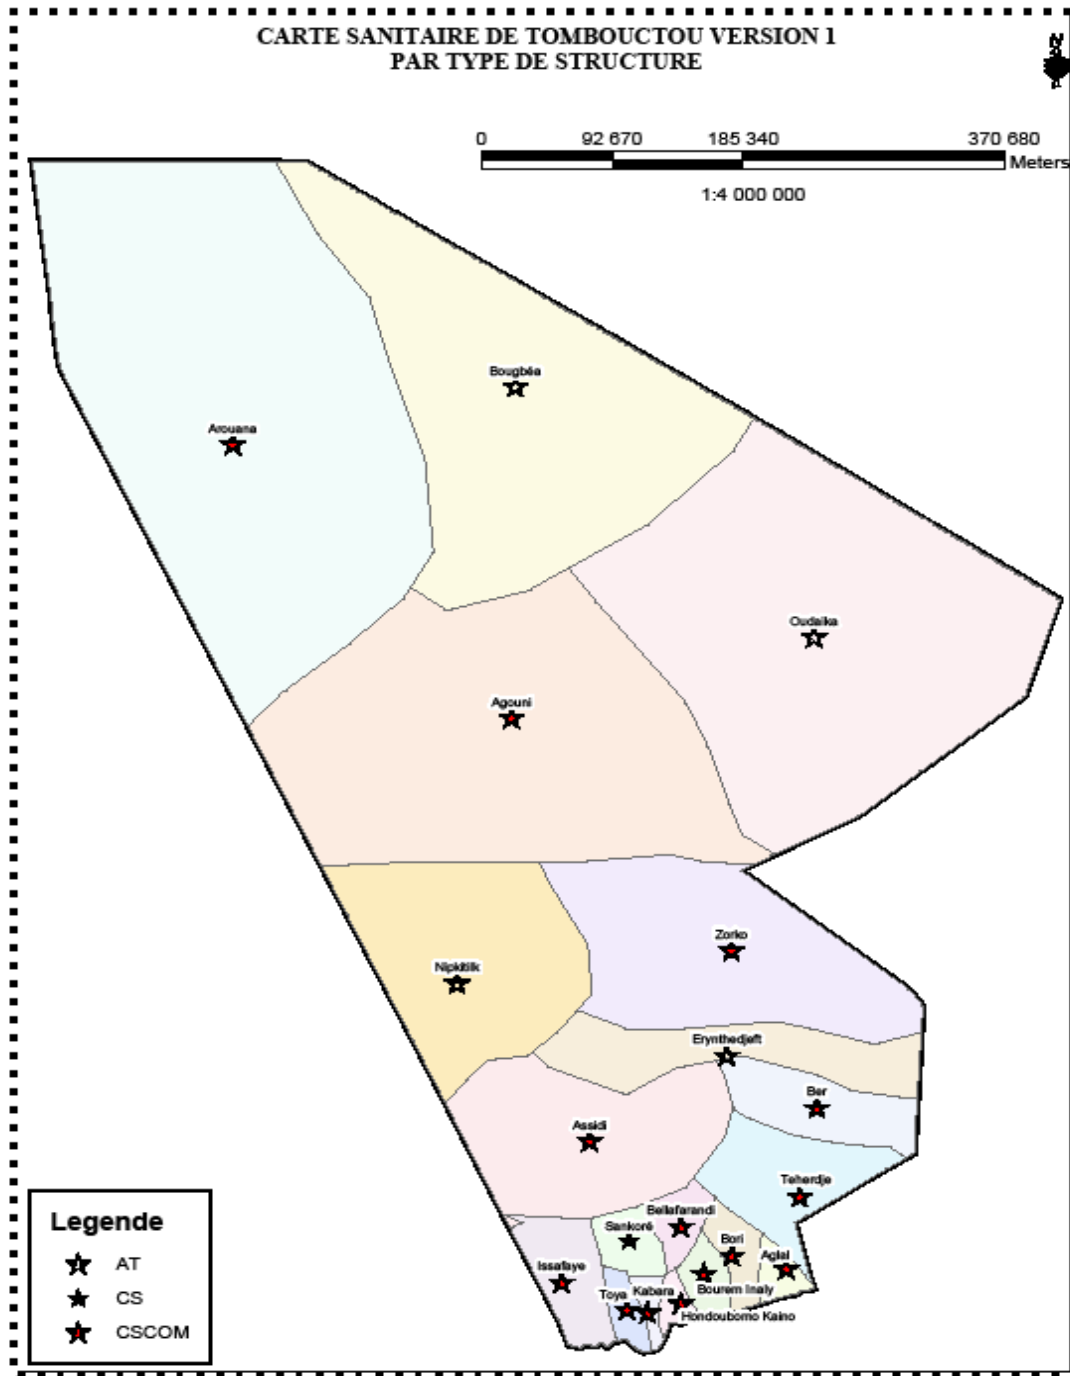 CARTE SANITAIRE DE TOMBOUCTOU VERSION 1
PAR TYPE DE STRUCTURE
0 92 670 185 340 370 680
Meters
1:4 000 000
Bougbéa
Arouana
Oudaika
Agouni
Zorko
Nipkitilk
Erynthedjeft
Ber
Assidi
Teherdje
Bellafarandi
Sankoré
Bori
Aglal
Issafaye
Bourem Inaly
Toya
Kabara
Hondoubomo Kaino
Legende
AT
CS
CSCOM